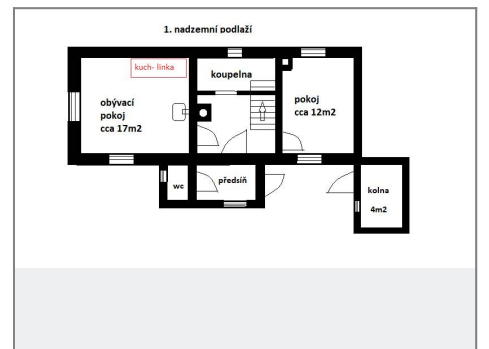 1. nadzemní podlaží
kuch- linka
koupelna
obývací
pokoj
cca 17m2
pokoj
cca 12m2
wc
předsíň
kolna
4m2